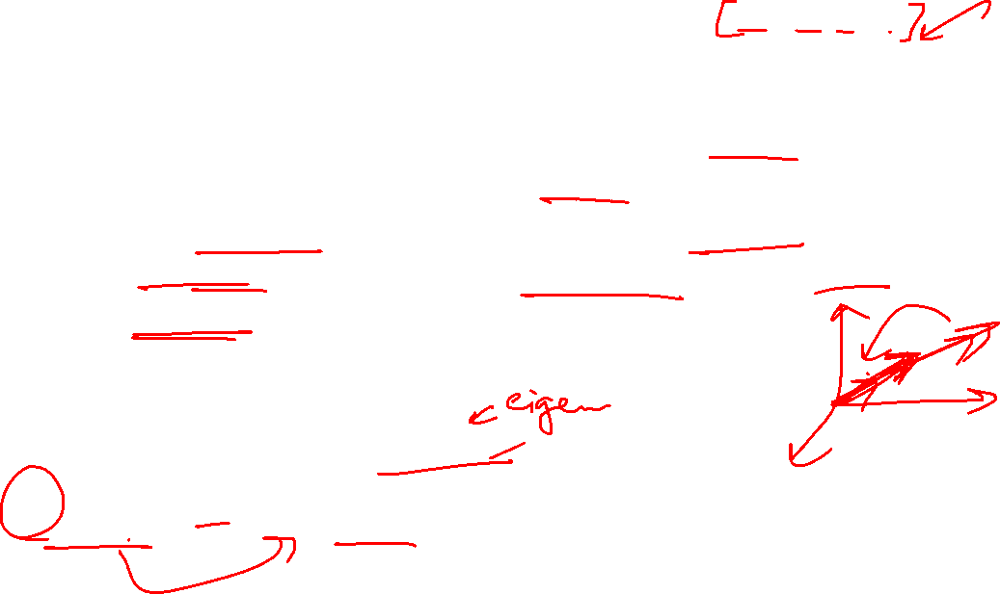 [ - - - . ]
eigen